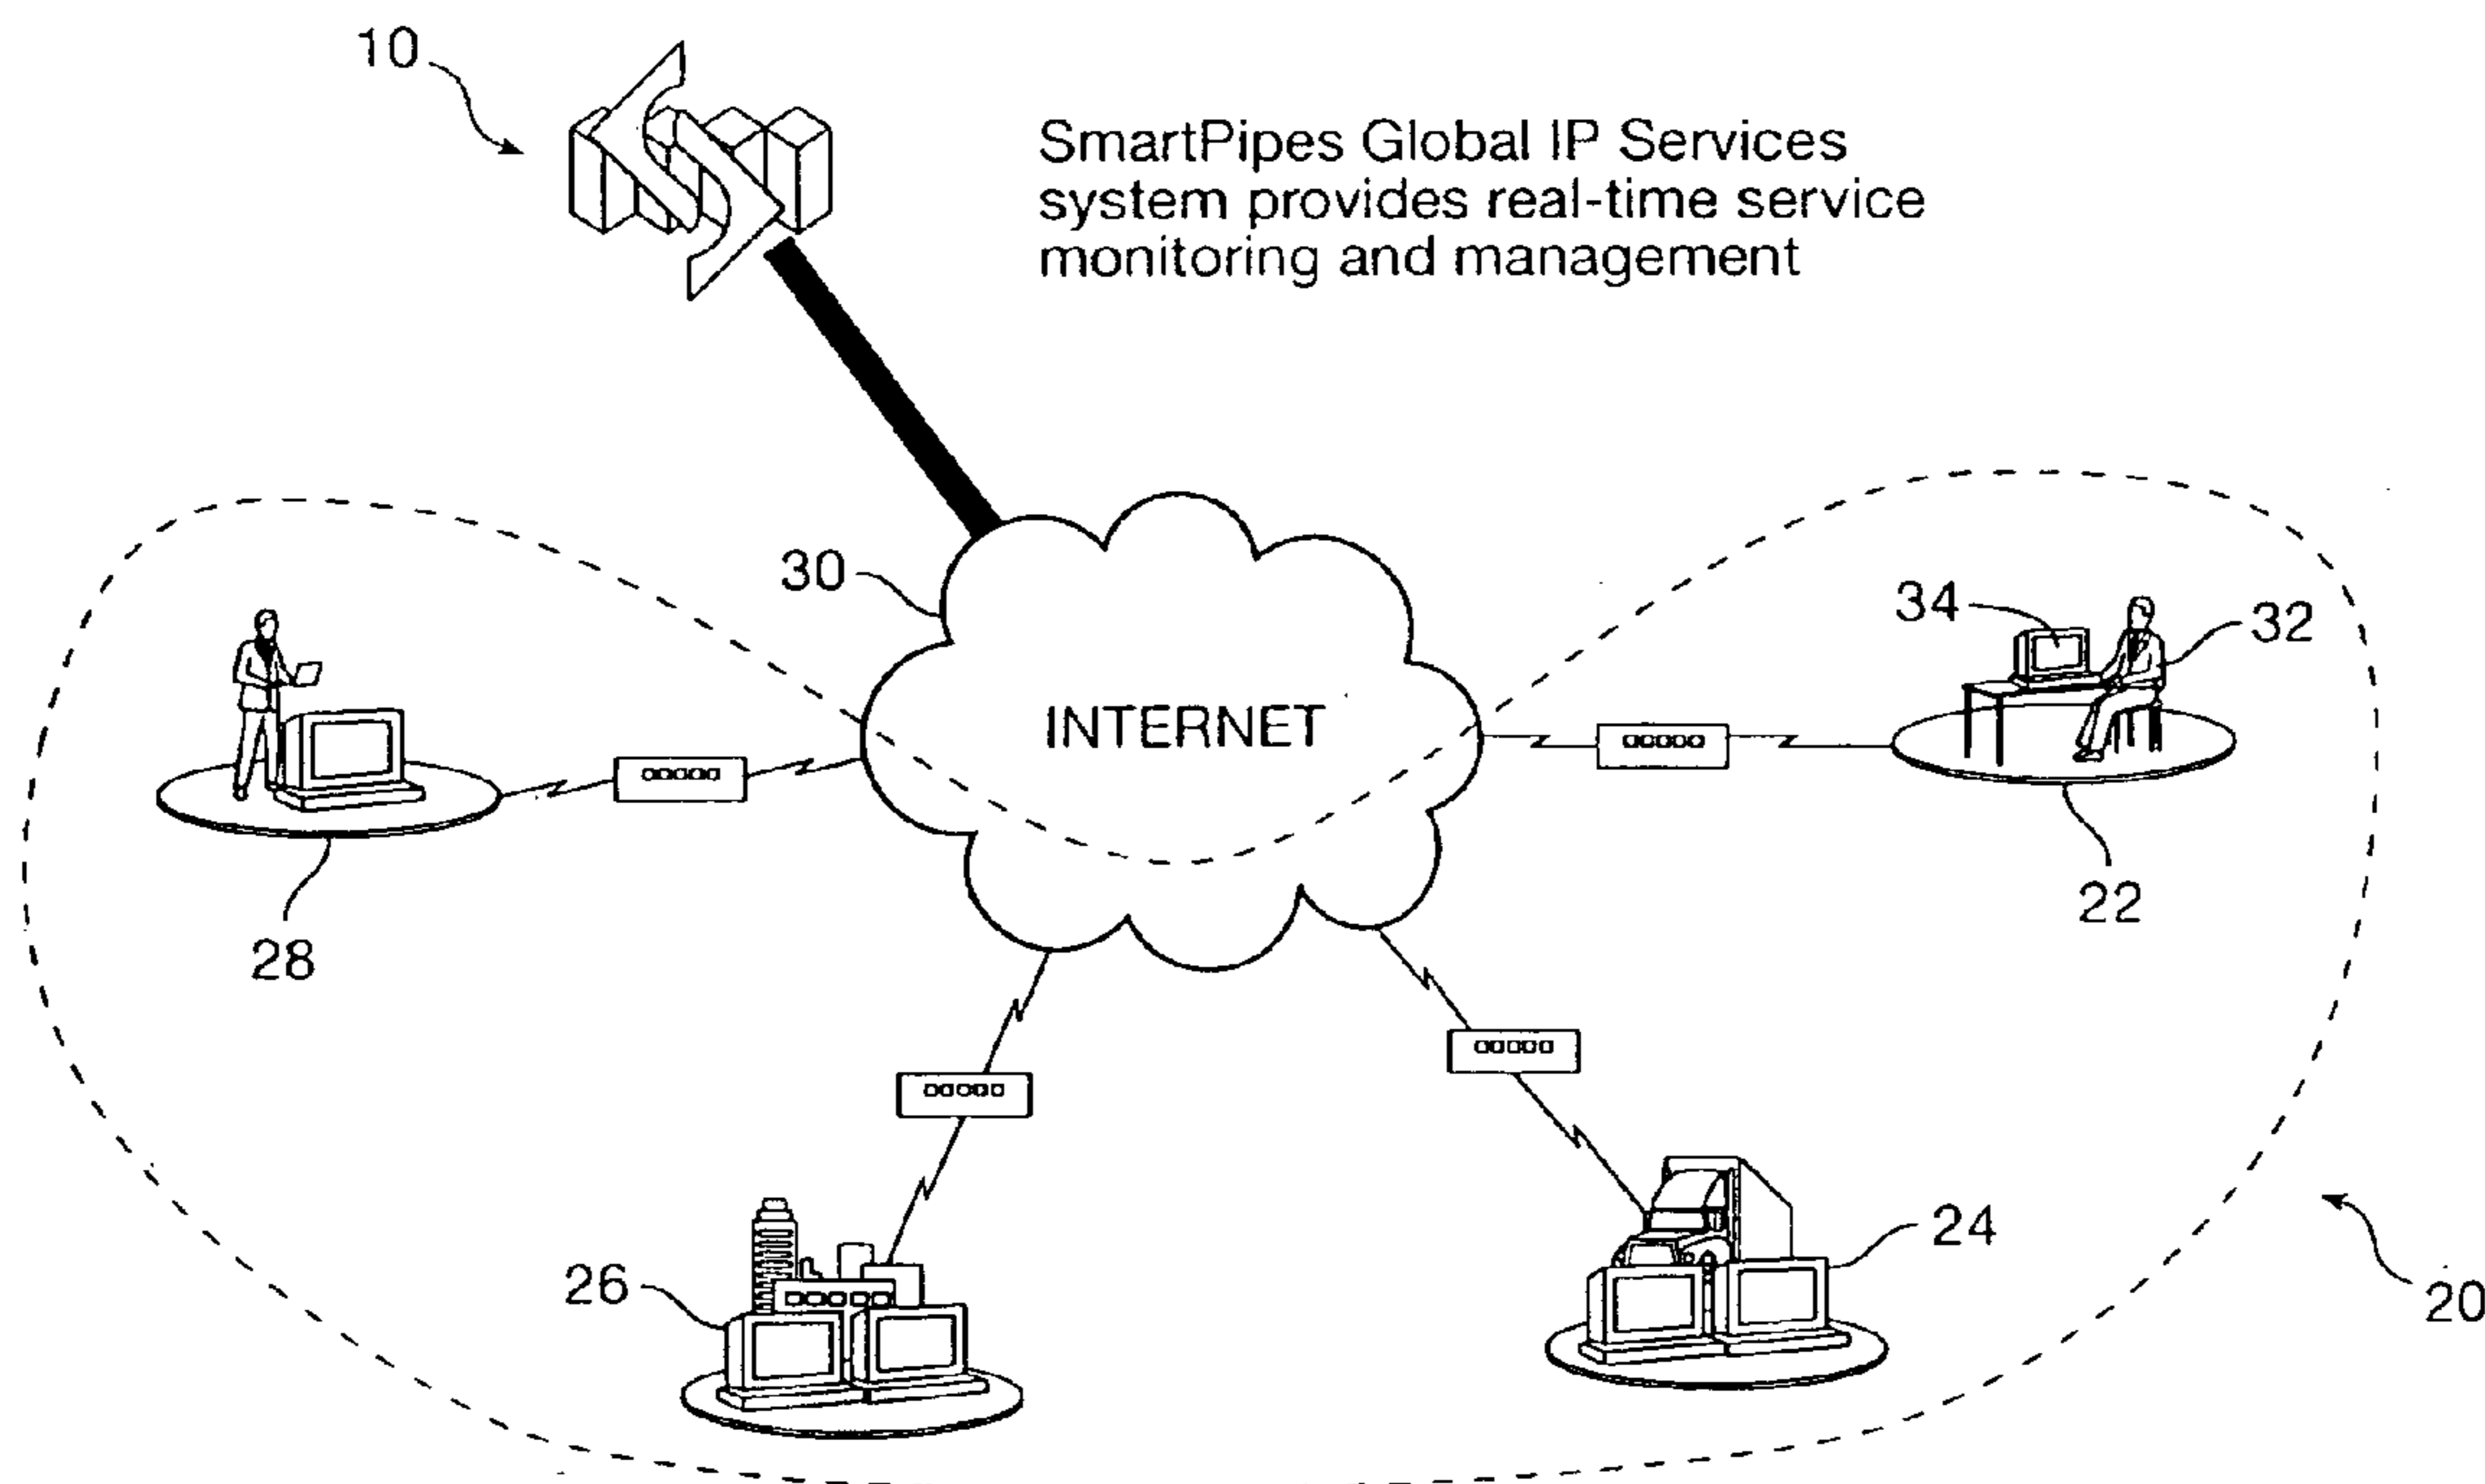 10
SmartPipes Global IP Services
system provides real-time service
monitoring and management
30
34
32
INTERNET
22
28
24
26
20